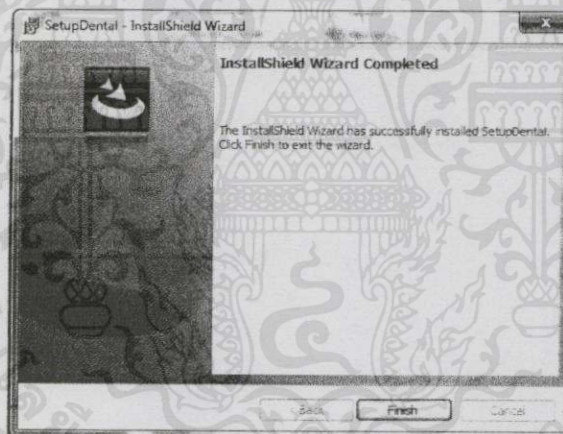 SetupDental - InstallShield Wizard
InstallShield Wizard Completed
The InstallShield Wizard has successfully installed SetupDental.
Click Finish to exit the wizard.
< Back
Finish
Cancel